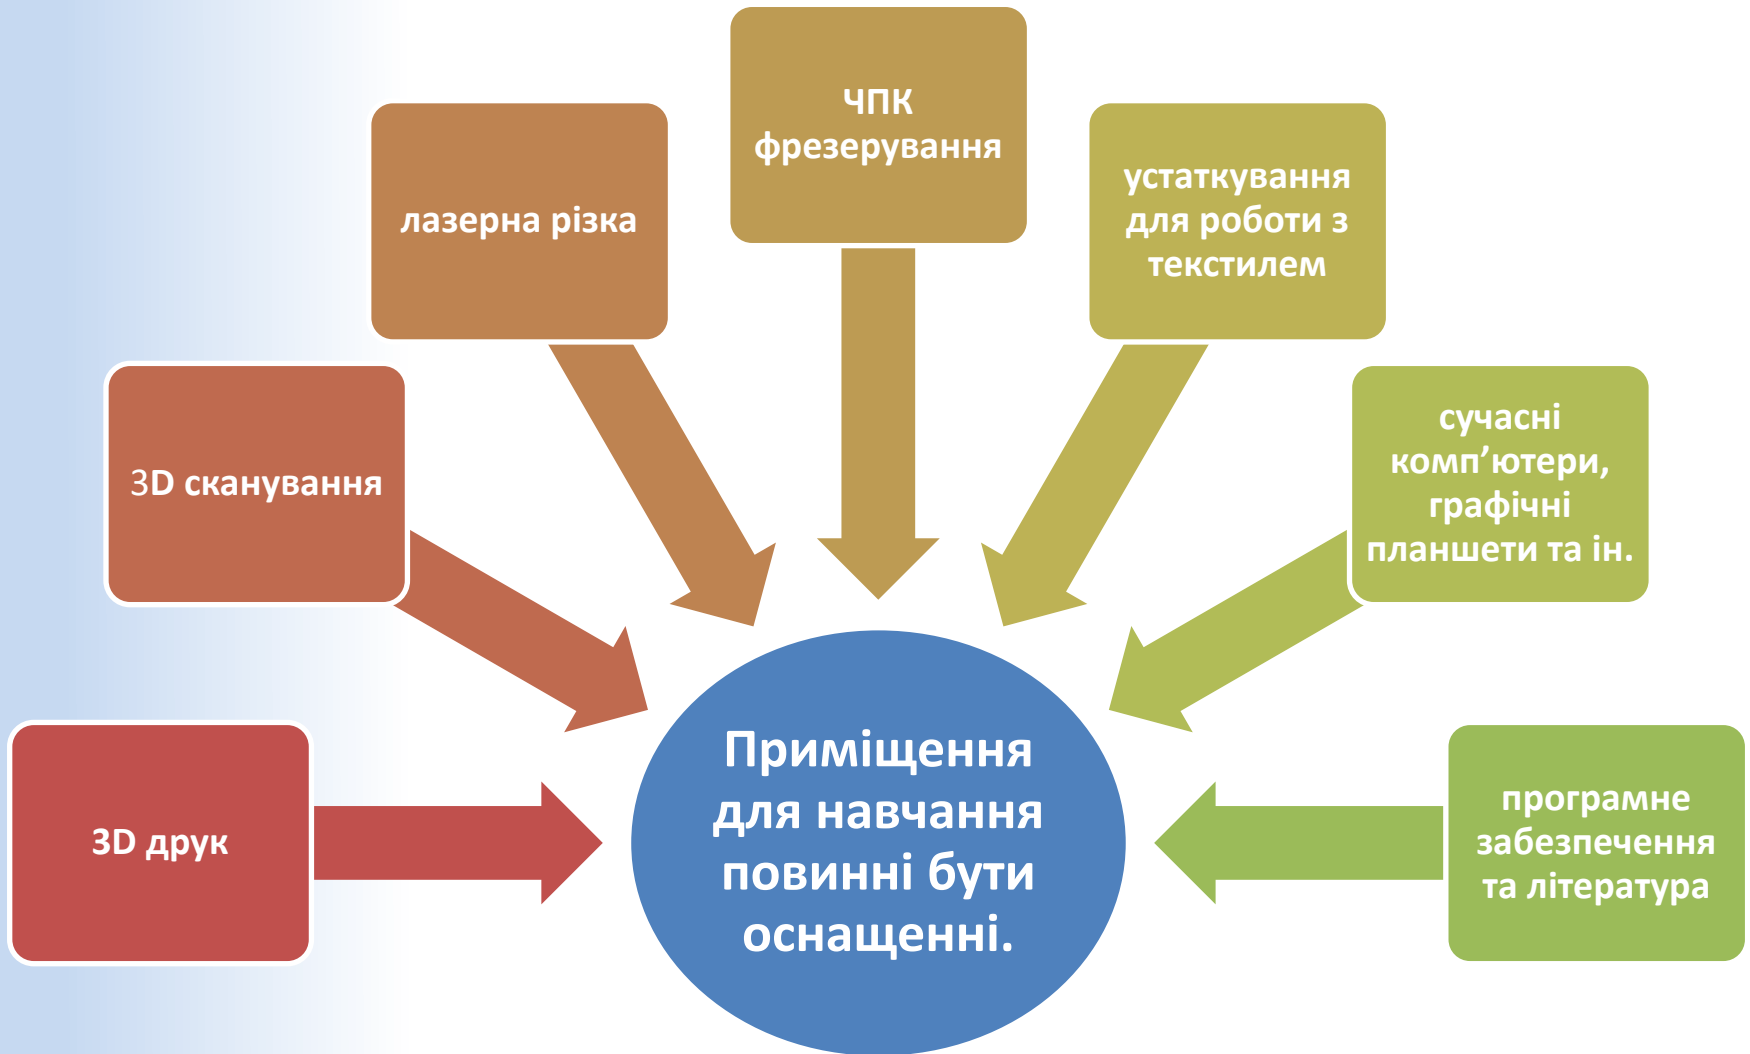 ЧПК
фрезерування
лазерна різка
устаткування
для роботи з
текстилем
3D сканування
сучасні
комп’ютери,
графічні
планшети та ін.
3D друк
Приміщення
для навчання
повинні бути
оснащенні.
програмне
забезпечення
та література